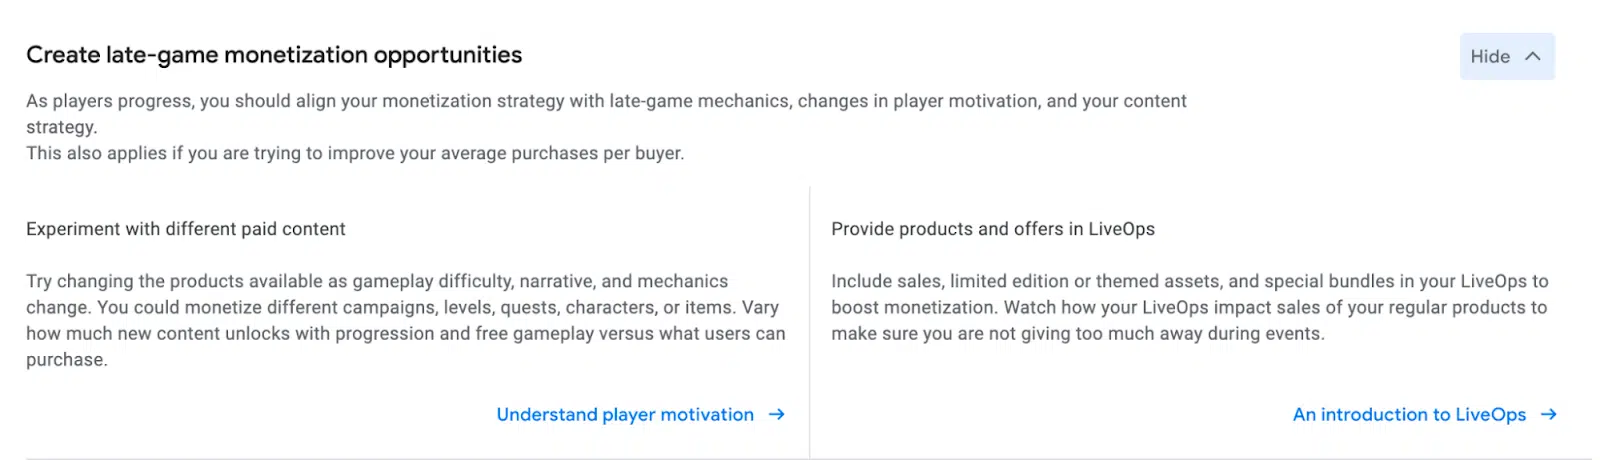 Create late-game monetization opportunities
Hide
As players progress, you should align your monetization strategy with late-game mechanics, changes in player motivation, and your content
strategy.
This also applies if you are trying to improve your average purchases per buyer.
Experiment with different paid content
Try changing the products available as gameplay difficulty, narrative, and mechanics
change. You could monetize different campaigns, levels, quests, characters, or items. Vary
how much new content unlocks with progression and free gameplay versus what users can
purchase.
Understand player motivation
Provide products and offers in LiveOps
Include sales, limited edition or themed assets, and special bundles in your LiveOps to
boost monetization. Watch how your LiveOps impact sales of your regular products to
make sure you are not giving too much away during events.
An introduction to LiveOps